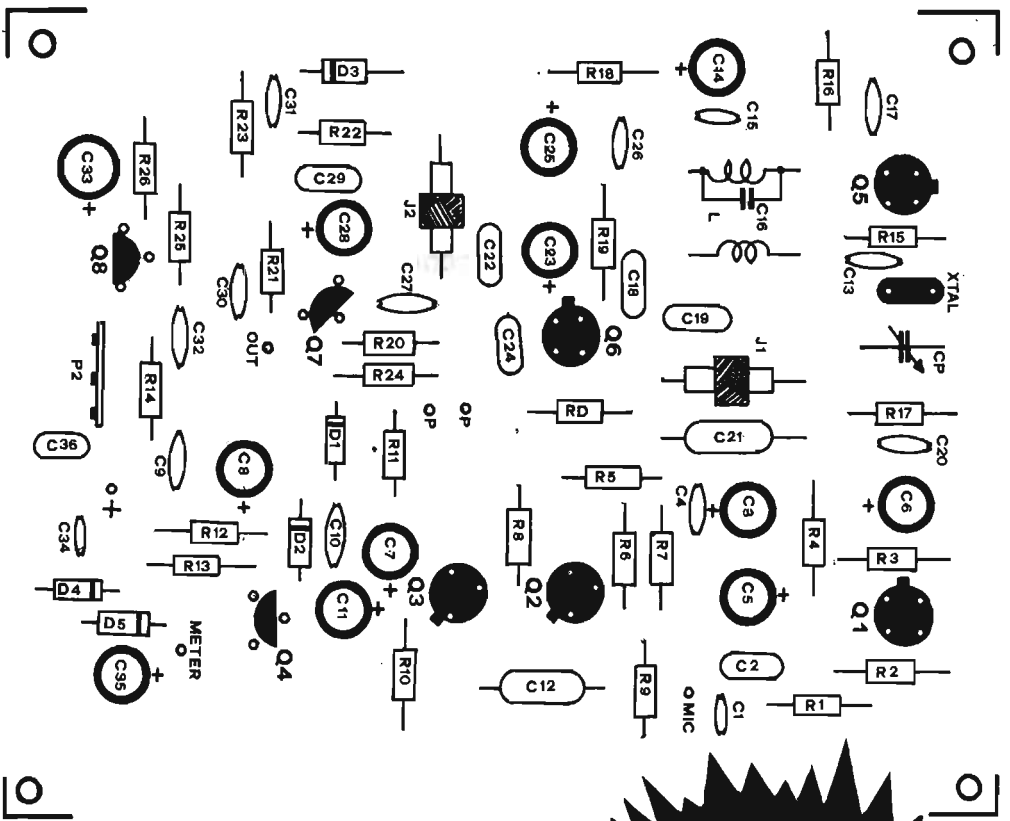 D3
R18
C14
R16
C17
C31
R23
R22
C15
C25
C26
C33
R26
C29
J2
C28
R25
Q8
C22
C23
R19
C18
L
C16
Q5
R15
C13
XTAL
R21
C30
C27
Q7
OUT
C32
R20
R24
C24
Q6
C19
J1
CP
P2
R14
D1
R11
P
P
RD
C21
R17
C20
C36
C9
C8
R5
C4
C3
C6
+
C34
R12
R13
D2
C10
C7
R8
R6
R7
R4
R3
D4
D5
METER
C35
Q4
C11
Q3
Q2
C5
Q1
R10
C12
R9
MIC
C2
C1
R1
R2